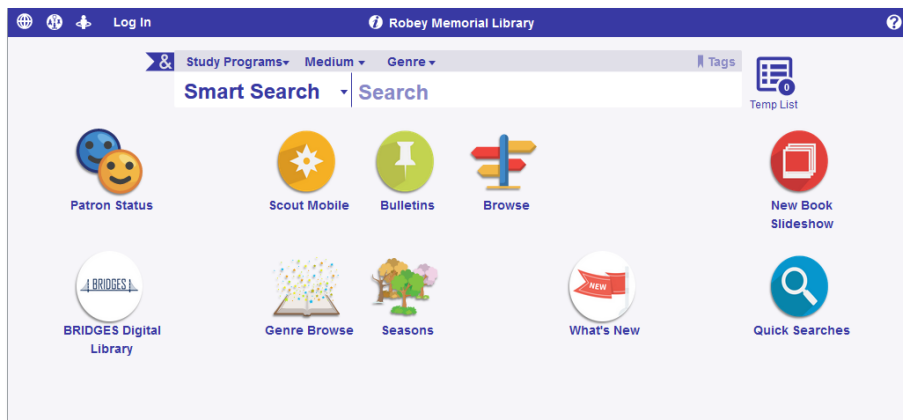 Log In
Robey Memorial Library
&
Study Programs
Medium
Genre
Tags
Smart Search
Search
0
Temp List
Patron Status
Scout Mobile
Bulletins
Browse
New Book
Slideshow
BRIDGES
BRIDGES Digital
Library
Genre Browse
Seasons
NEW
What's New
Quick Searches